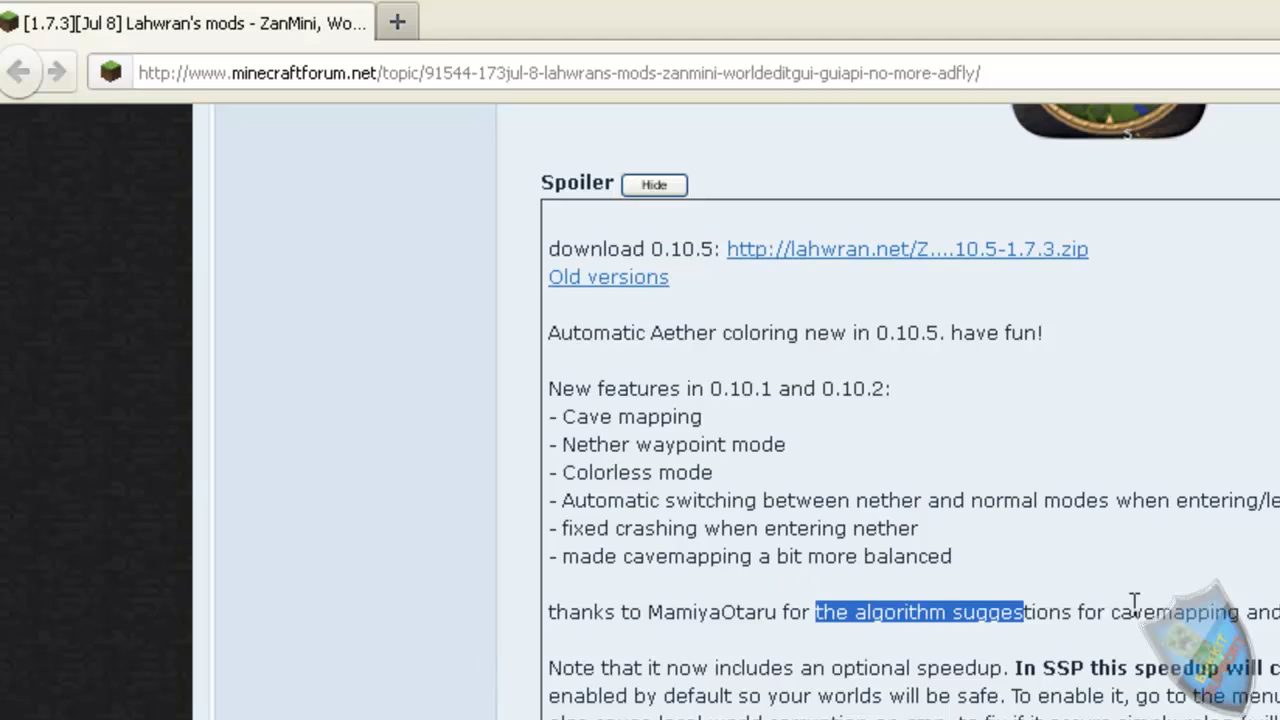 [1.7.3][Jul 8] Lahwran's mods - ZanMini, Wo...
http://www.minecraftforum.net/topic/91544-173jul-8-lahwrans-mods-zanmini-worldeditgui-guiapi-no-more-adfly/
S
Spoiler Hide
download 0.10.5: http://lahwran.net/Z....10.5-1.7.3.zip
Old versions
Automatic Aether coloring new in 0.10.5. have fun!
New features in 0.10.1 and 0.10.2:
- Cave mapping
- Nether waypoint mode
- Colorless mode
- Automatic switching between nether and normal modes when entering/le
- fixed crashing when entering nether
- made cavemapping a bit more balanced
thanks to MamiyaOtaru for the algorithm suggestions for cavemapping and
Note that it now includes an optional speedup. In SSP this speedup will c
enabled by default so your worlds will be safe. To enable it, go to the menu